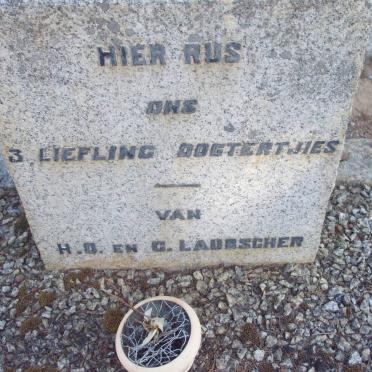 HIER RUS
ONS
3 LIEFLING DOGTERTJIES
VAN
H.D. EN C. LAUBSCHER